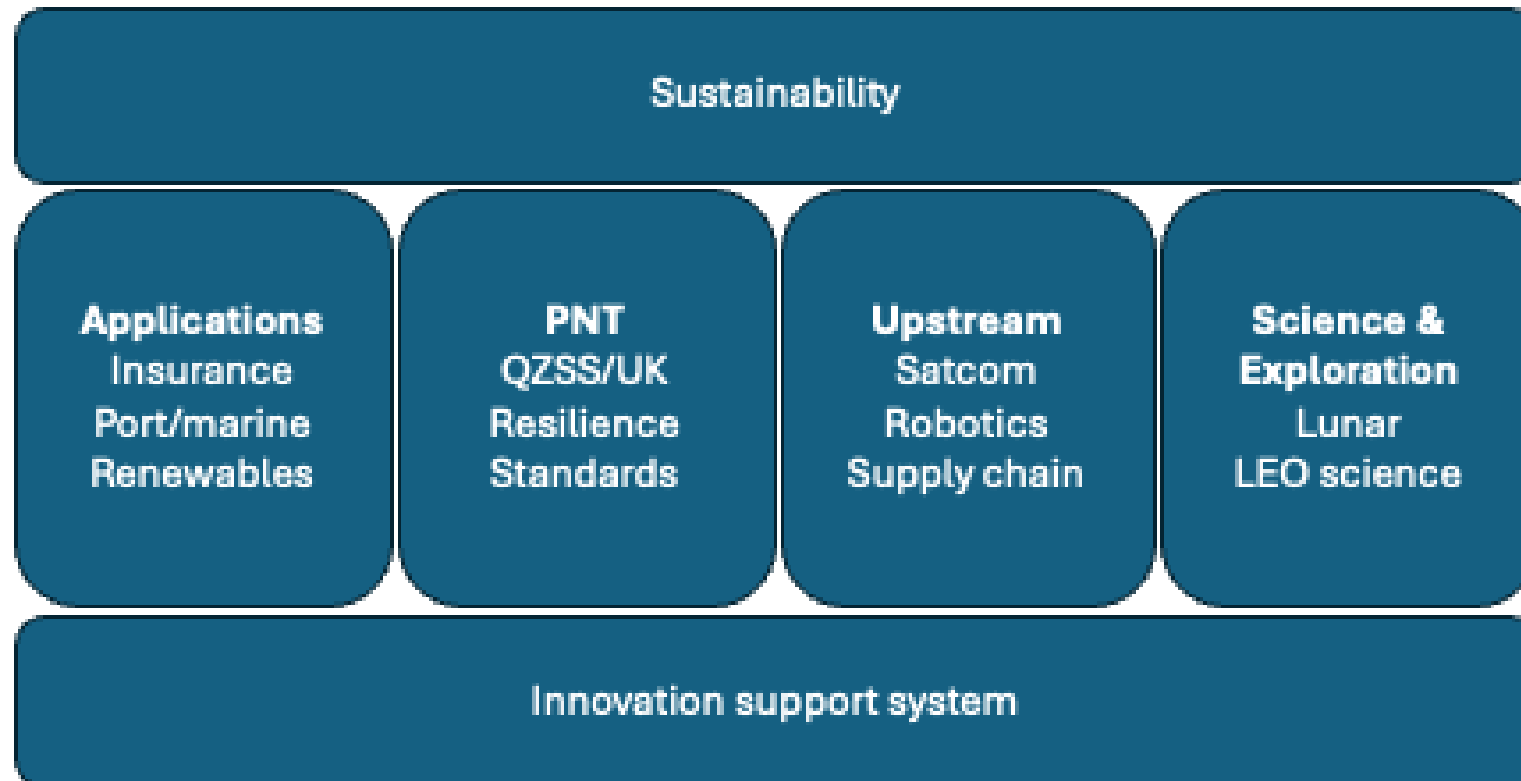 Sustainability
Applications
Insurance
Port/marine
Renewables
PNT
QZSS/UK
Resilience
Standards
Upstream
Satcom
Robotics
Supply chain
Science &
Exploration
Lunar
LEO science
Innovation support system